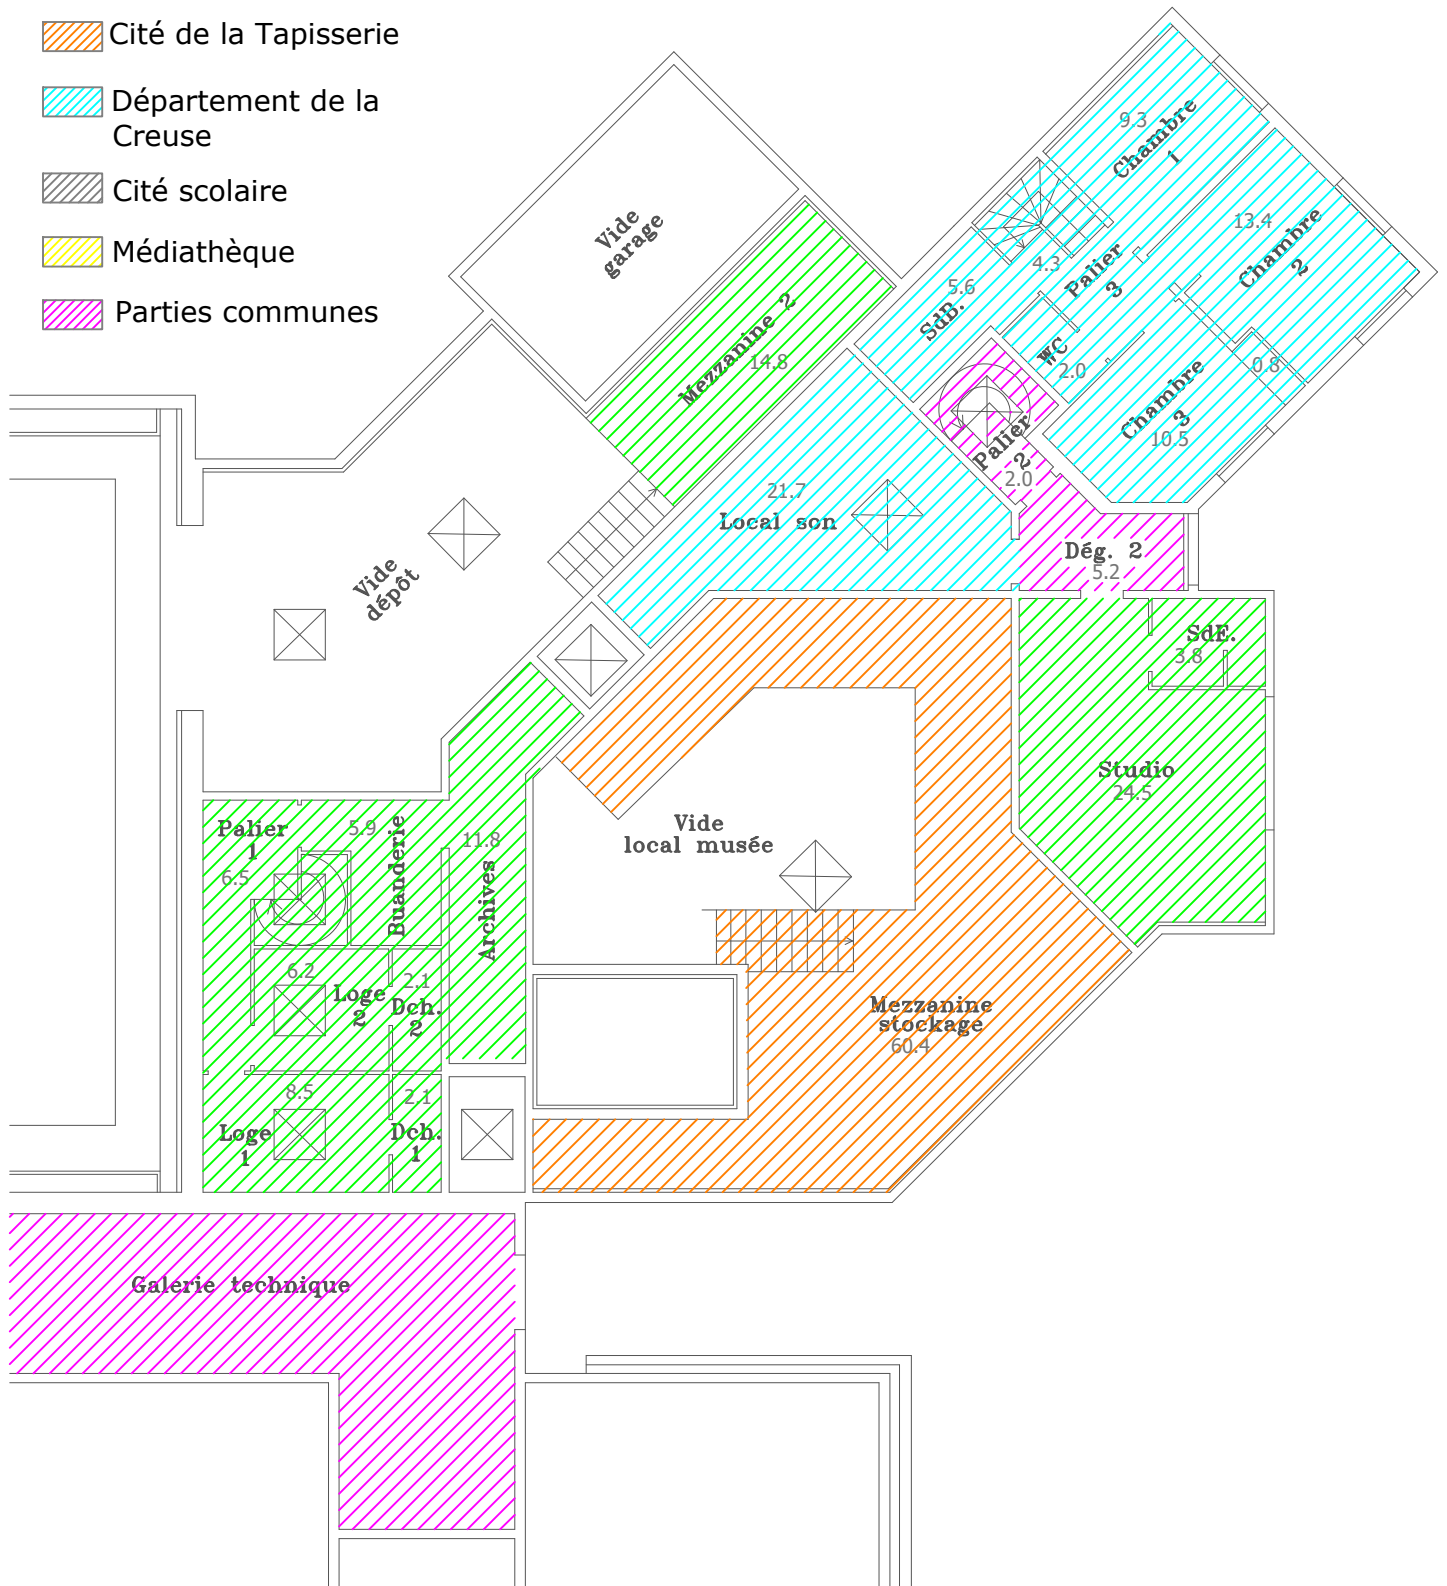 Cité de la Tapisserie
Département de la
Creuse
Cité scolaire
Médiathèque
Parties communes
9.3
Chambre
1
13.4
Chambre
2
Vide
garage
4.3
Palier
3
5.6
SdB.
WC
2.0
0.8
Chambre
3
10.5
Mezzanine 2
14.8
Palier
2
2.0
21.7
Local son
Dég. 2
5.2
Vide
dépôt
SdE.
3.8
Studio
24.5
Vide
local musée
Palier
1
6.5
5.9
Buanderie
11.8
Archives
6.2
Loge
2
2.1
Dch.
2
Mezzanine
stockage
60.4
8.5
Loge
1
2.1
Dch.
1
Galerie technique